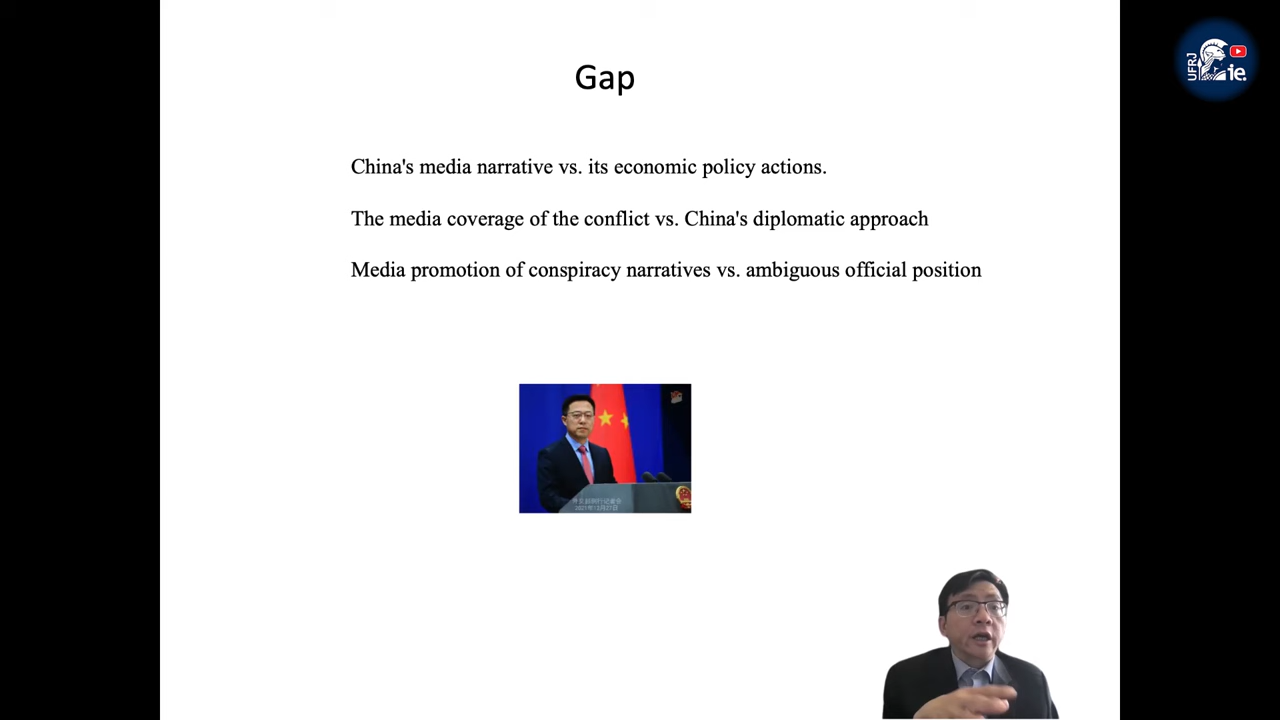 Gap
UFRJ
ie.
China's media narrative vs. its economic policy actions.
The media coverage of the conflict vs. China's diplomatic approach
Media promotion of conspiracy narratives vs. ambiguous official position